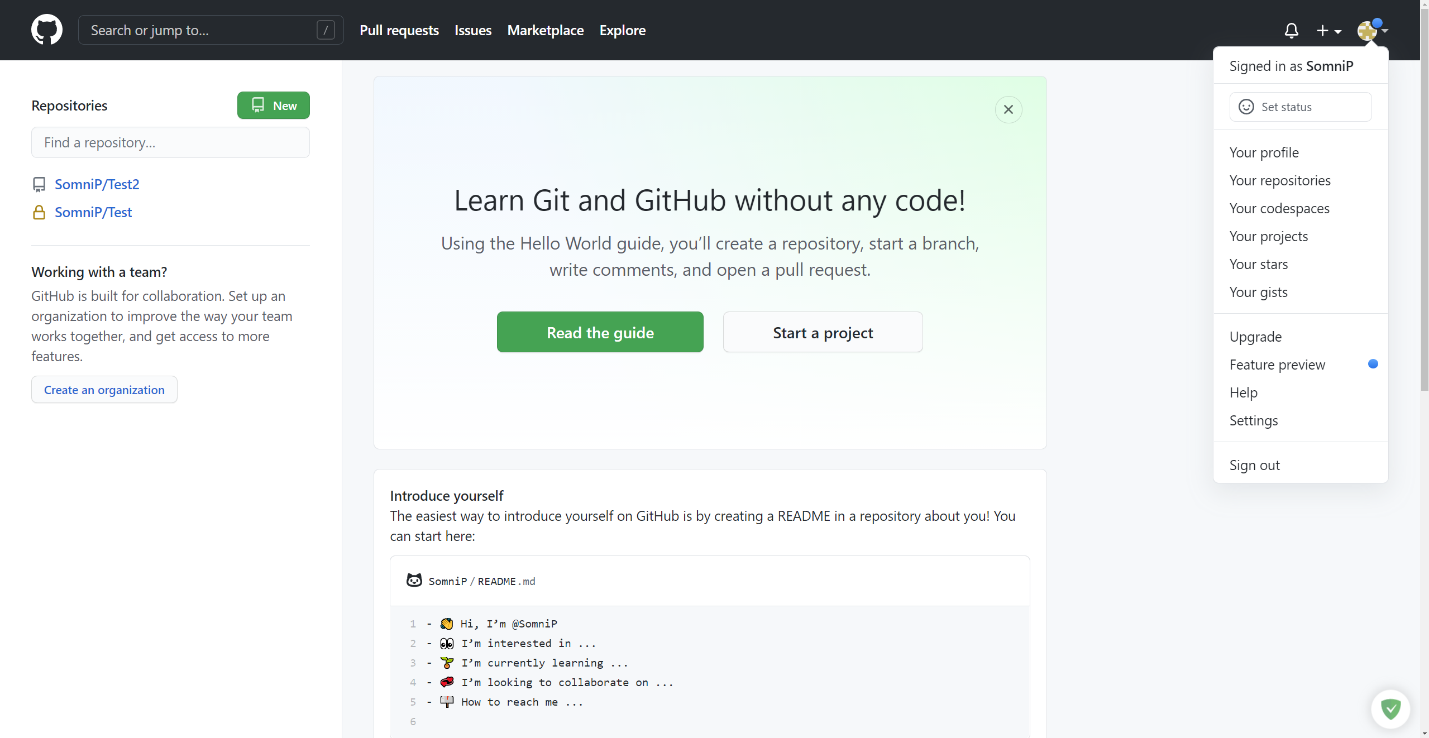 Search or jump to... /
Pull requests
Issues
Marketplace
Explore
Signed in as SomniP
Set status
Your profile
Your repositories
Your codespaces
Your projects
Your stars
Your gists
Upgrade
Feature preview
Help
Settings
Sign out
Repositories
New
Find a repository...
SomniP/Test2
SomniP/Test
Working with a team?
GitHub is built for collaboration. Set up an
organization to improve the way your team
works together, and get access to more
features.
Create an organization
Learn Git and GitHub without any code!
Using the Hello World guide, you’ll create a repository, start a branch,
write comments, and open a pull request.
Read the guide
Start a project
Introduce yourself
The easiest way to introduce yourself on GitHub is by creating a README in a repository about you! You
can start here:
SomniP / README.md
1 - 👋 Hi, I’m @SomniP
2 - 👀 I’m interested in ...
3 - 🌱 I’m currently learning ...
4 - 💞️ I’m looking to collaborate on ...
5 - 📫 How to reach me ...
6